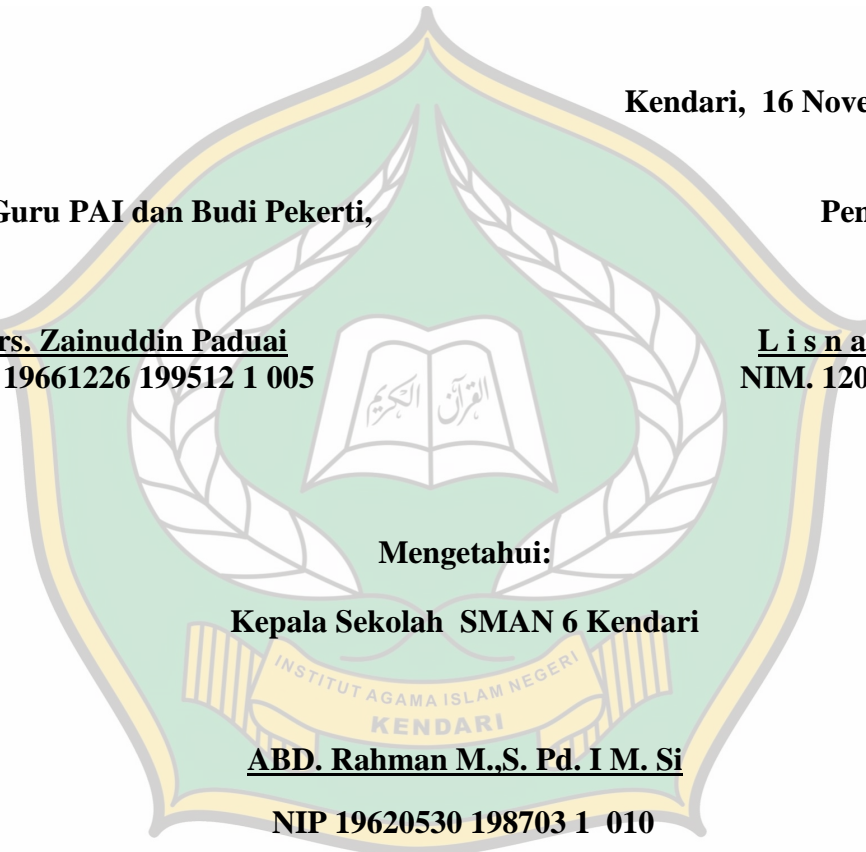 Kendari, 16 Nove
Guru PAI dan Budi Pekerti,
Pen
rs. Zainuddin Paduai
L i s n a
19661226 199512 1 005
NIM. 120
القرآن الكريم
Mengetahui:
Kepala Sekolah SMAN 6 Kendari
INSTITUT AGAMA ISLAM NEGERI
KENDARI
ABD. Rahman M.,S. Pd. I M. Si
NIP 19620530 198703 1 010